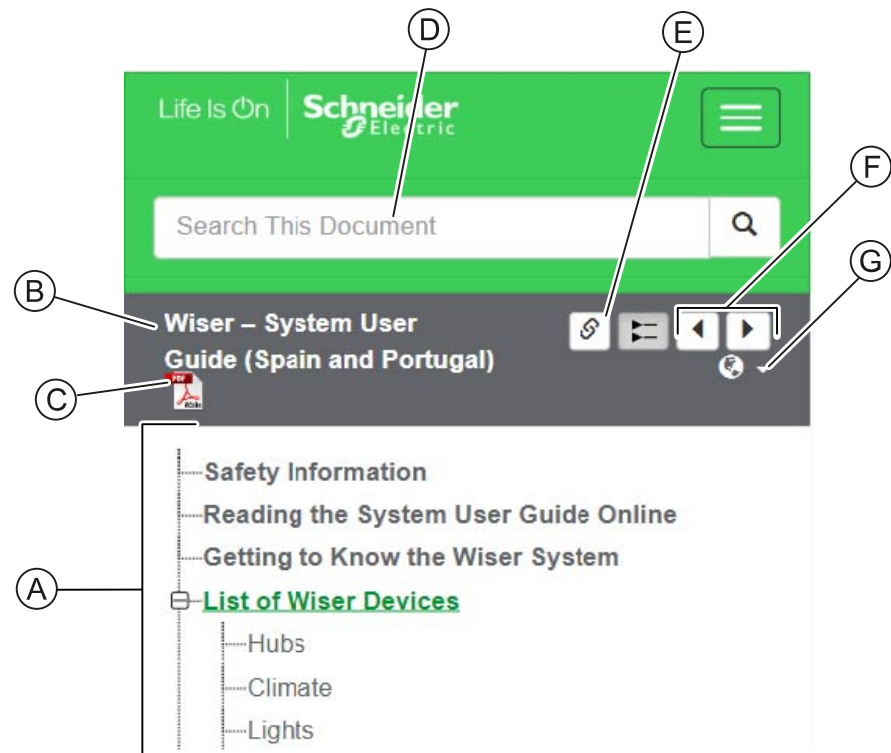 D
E
Life Is On
Schneider
Electric
F
Search This Document
G
B
Wiser – System User
Guide (Spain and Portugal)
C
PDF
Adobe
Safety Information
Reading the System User Guide Online
Getting to Know the Wiser System
A
List of Wiser Devices
Hubs
Climate
Lights